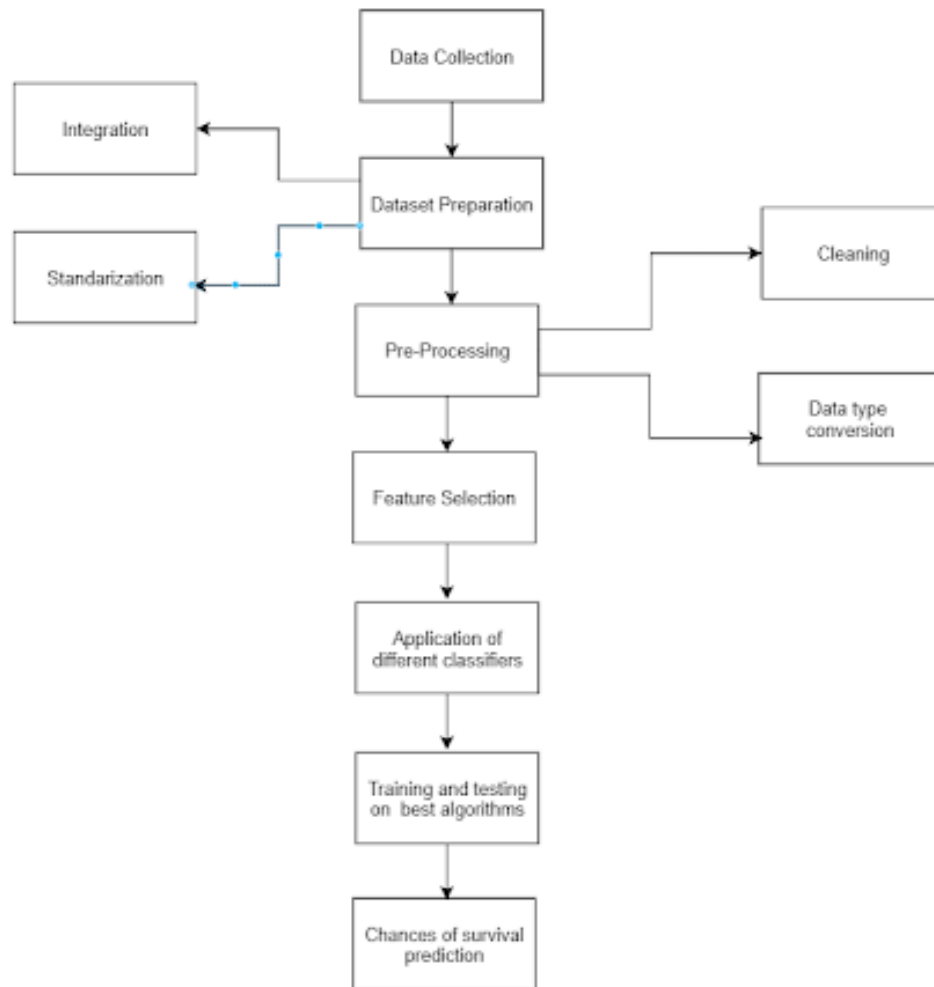 Data Collection
Integration
Dataset Preparation
Cleaning
Standarization
Pre-Processing
Data type
conversion
Feature Selection
Application of
different classifiers
Training and testing
on best algorithms
Chances of survival
prediction